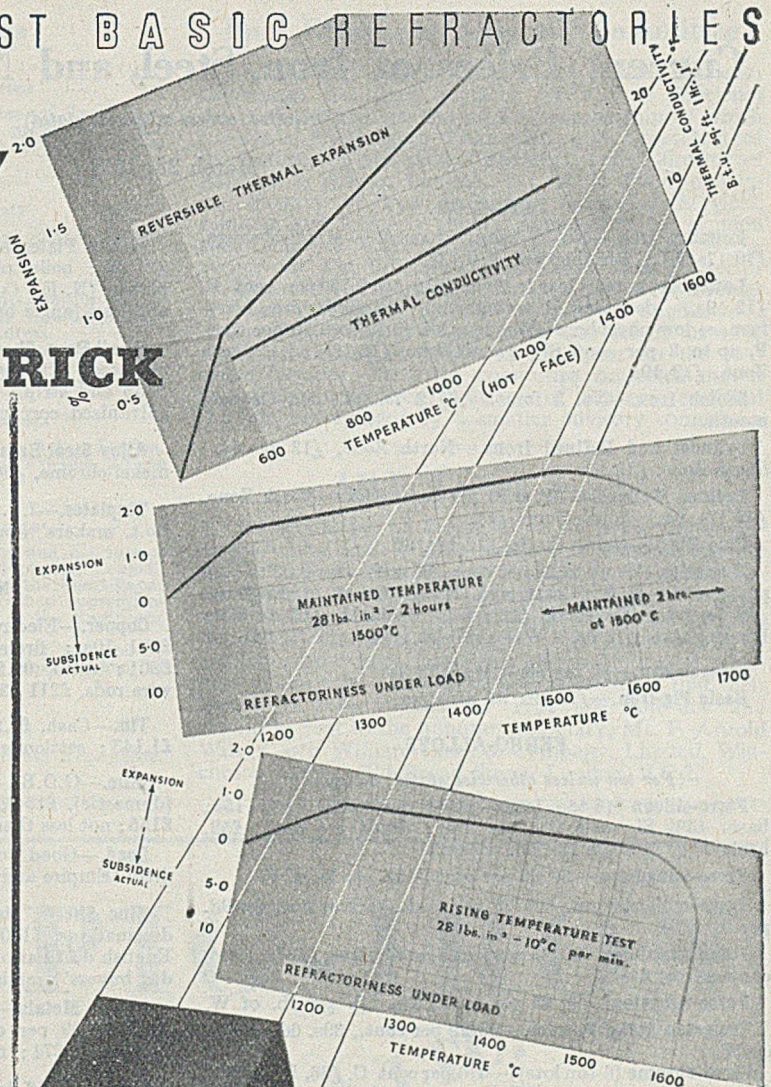 ST BASIC REFRACTORIES
RICK
2.0
1.5
1.0
0.5
EXPANSION
%
REVERSIBLE THERMAL EXPANSION
THERMAL CONDUCTIVITY
20
10
THERMAL CONDUCTIVITY
600
800
1000
1200
1400
1600
TEMPERATURE °C (HOT FACE)
2.0
1.0
0
5.0
10
EXPANSION
SUBSIDENCE
ACTUAL
MAINTAINED TEMPERATURE
28 lbs. in² - 2 hours
1500°C
MAINTAINED 2 hrs.
at 1500°C
REFRACTORINESS UNDER LOAD
1200
1300
1400
1500
1600
1700
TEMPERATURE °C
2.0
1.0
0
5.0
10
EXPANSION
SUBSIDENCE
ACTUAL
RISING TEMPERATURE TEST
28 lbs. in² - 10°C per min.
REFRACTORINESS UNDER LOAD
1200
1300
1400
1500
1600
TEMPERATURE °C